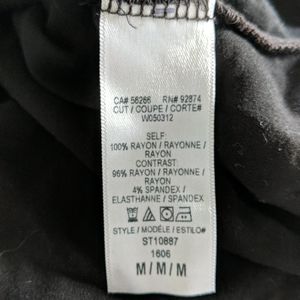 CA# 56266 RN# 92874
CUT / COUPE / CORTE#
W050312
SELF:
100% RAYON / RAYONNE /
RAYON
CONTRAST:
96% RAYON / RAYONNE /
RAYON
4% SPANDEX /
ELASTHANNE / SPANDEX
STYLE / MODÈLE / ESTILO#
ST10887
1606
M / M / M